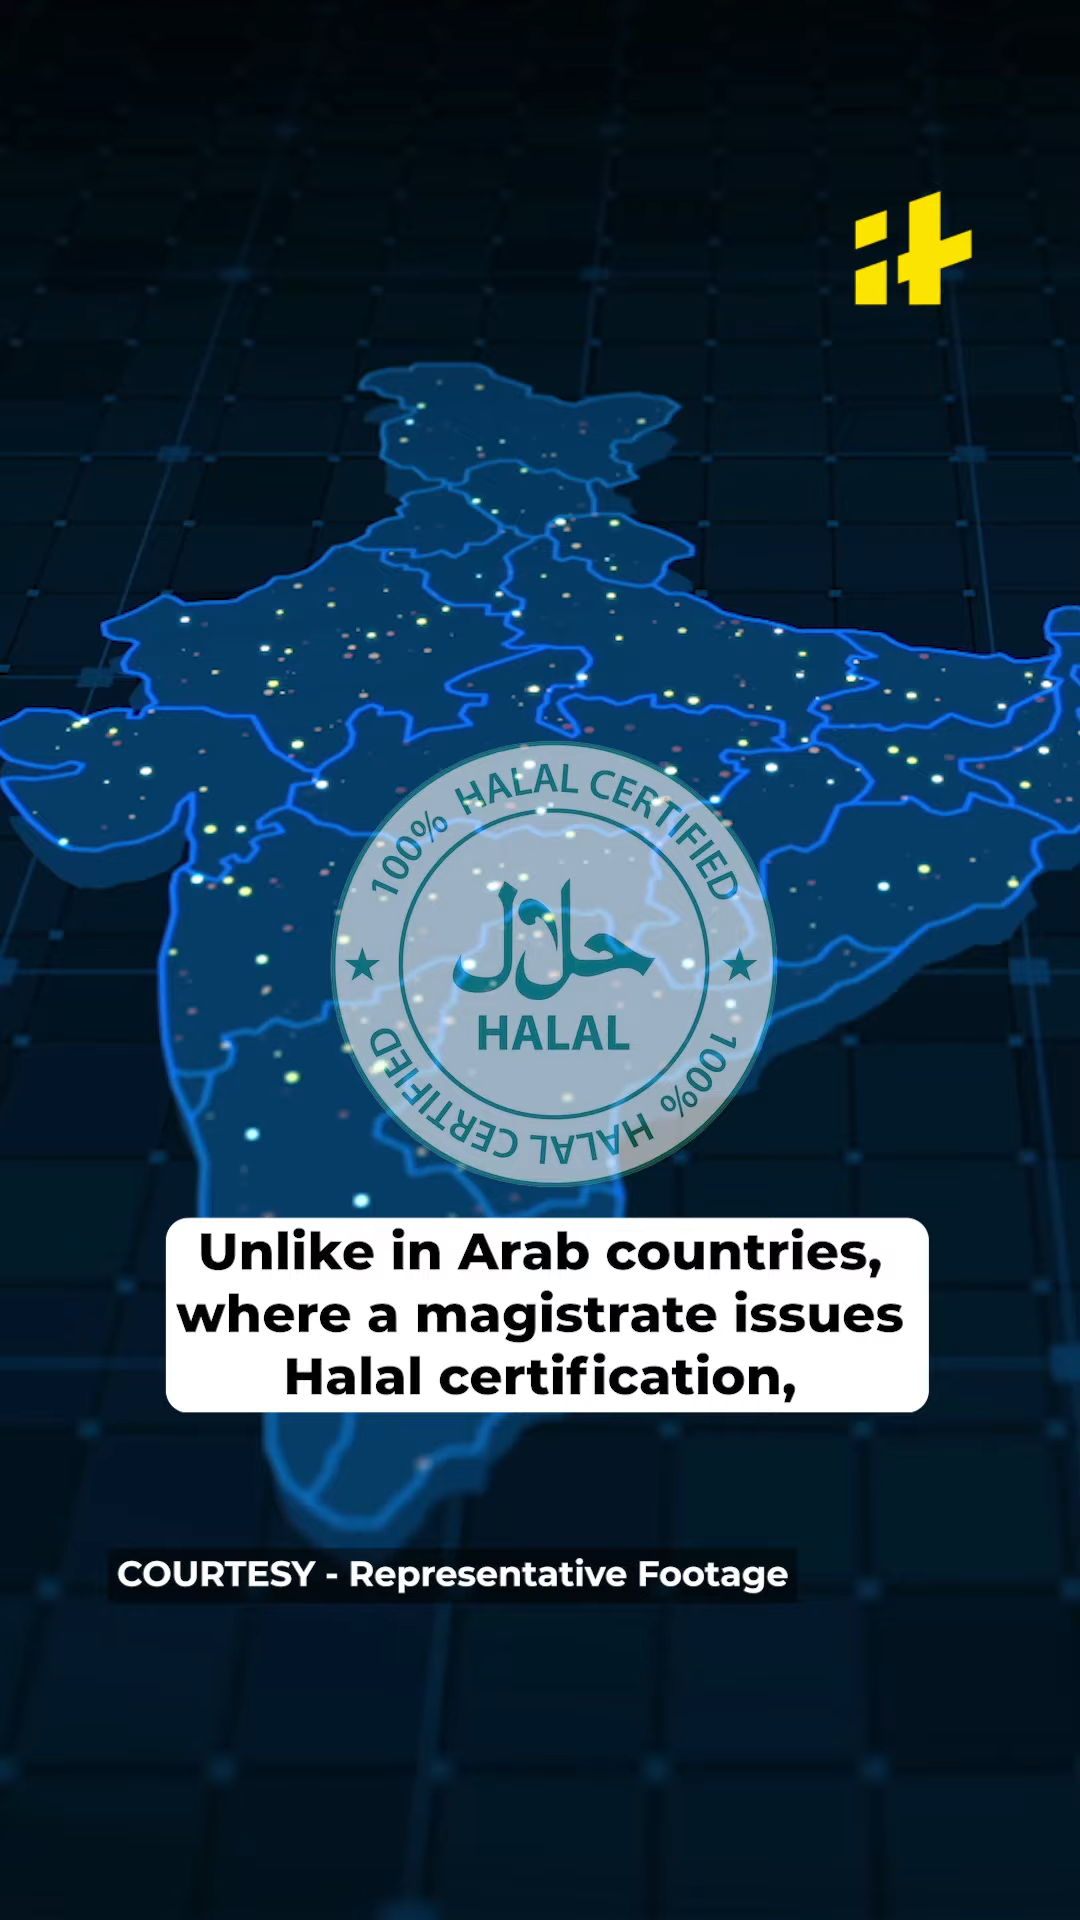 100% HALAL CERTIFIED
حلال
HALAL
100% HALAL CERTIFIED
Unlike in Arab countries,
where a magistrate issues
Halal certification,
COURTESY - Representative Footage